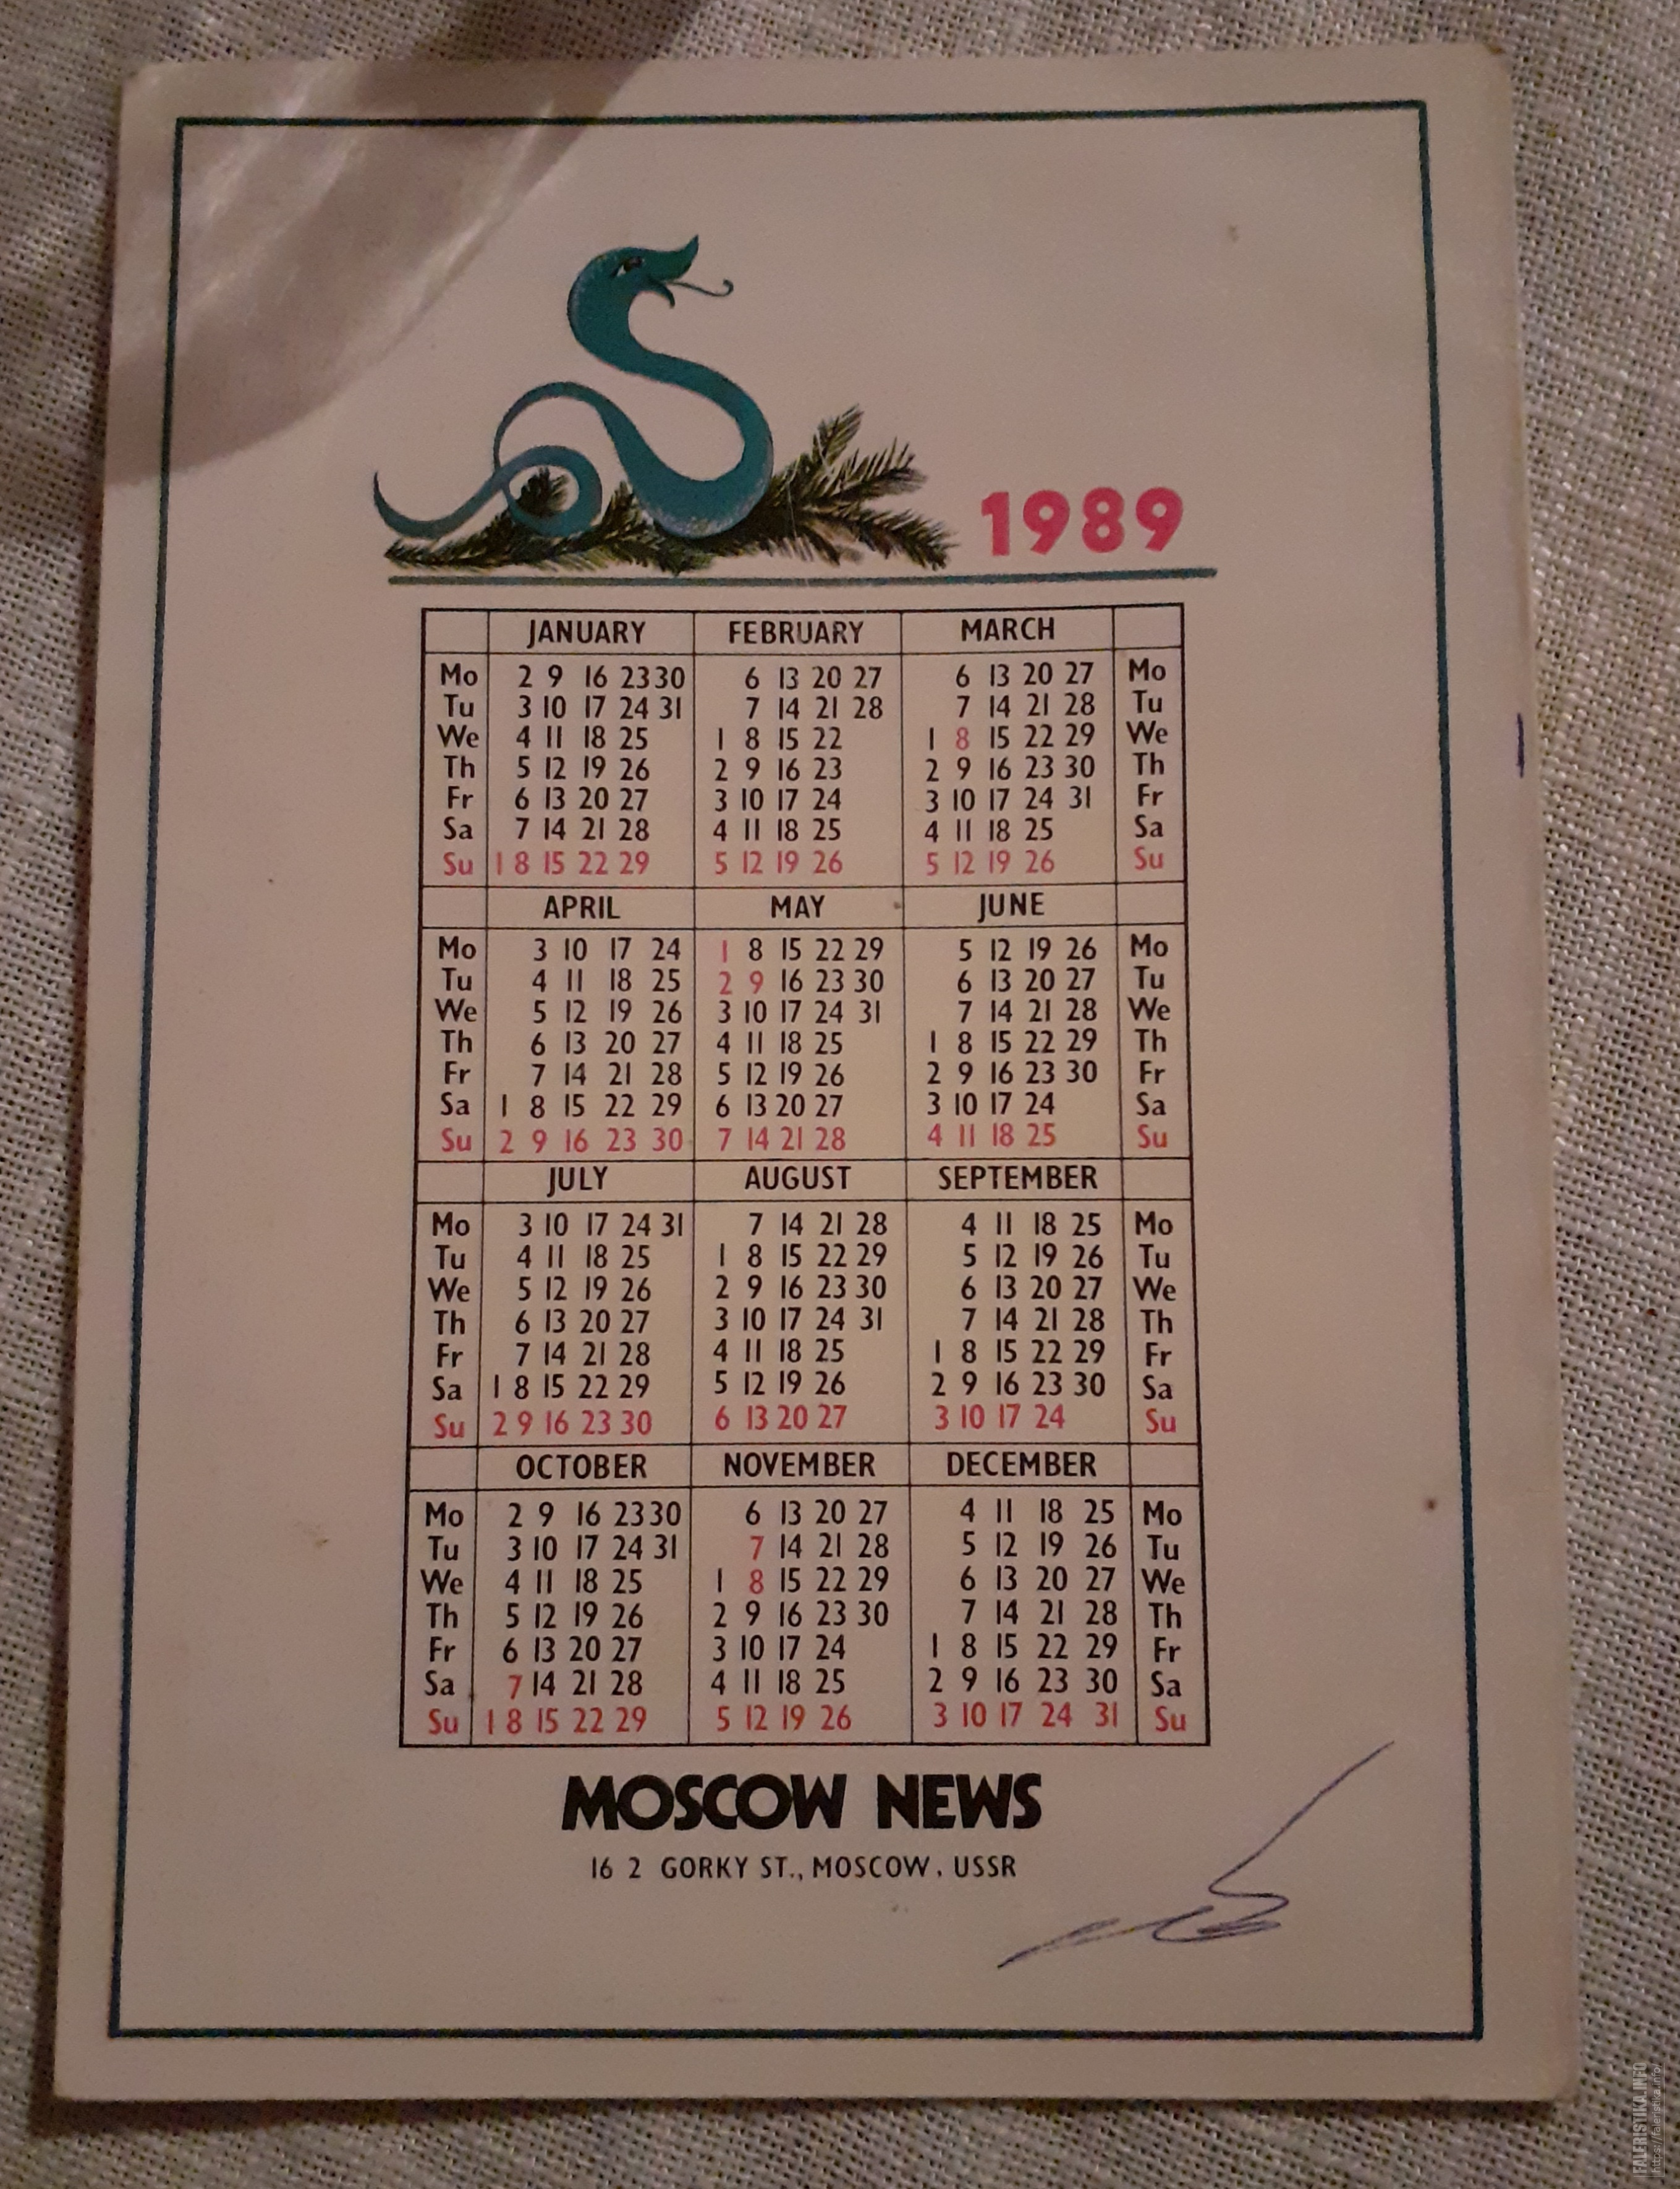 1989
JANUARY FEBRUARY MARCH
Mo 2 9 16 23 30 6 13 20 27 6 13 20 27 Mo
Tu 3 10 17 24 31 7 14 21 28 7 14 21 28 Tu
We 4 11 18 25 1 8 15 22 1 8 15 22 29 We
Th 5 12 19 26 2 9 16 23 2 9 16 23 30 Th
Fr 6 13 20 27 3 10 17 24 3 10 17 24 31 Fr
Sa 7 14 21 28 4 11 18 25 4 11 18 25 Sa
Su 1 8 15 22 29 5 12 19 26 5 12 19 26 Su
APRIL MAY JUNE
Mo 3 10 17 24 1 8 15 22 29 5 12 19 26 Mo
Tu 4 11 18 25 2 9 16 23 30 6 13 20 27 Tu
We 5 12 19 26 3 10 17 24 31 7 14 21 28 We
Th 6 13 20 27 4 11 18 25 1 8 15 22 29 Th
Fr 7 14 21 28 5 12 19 26 2 9 16 23 30 Fr
Sa 1 8 15 22 29 6 13 20 27 3 10 17 24 Sa
Su 2 9 16 23 30 7 14 21 28 4 11 18 25 Su
JULY AUGUST SEPTEMBER
Mo 3 10 17 24 31 7 14 21 28 4 11 18 25 Mo
Tu 4 11 18 25 1 8 15 22 29 5 12 19 26 Tu
We 5 12 19 26 2 9 16 23 30 6 13 20 27 We
Th 6 13 20 27 3 10 17 24 31 7 14 21 28 Th
Fr 7 14 21 28 4 11 18 25 1 8 15 22 29 Fr
Sa 1 8 15 22 29 5 12 19 26 2 9 16 23 30 Sa
Su 2 9 16 23 30 6 13 20 27 3 10 17 24 Su
OCTOBER NOVEMBER DECEMBER
Mo 2 9 16 23 30 6 13 20 27 4 11 18 25 Mo
Tu 3 10 17 24 31 7 14 21 28 5 12 19 26 Tu
We 4 11 18 25 1 8 15 22 29 6 13 20 27 We
Th 5 12 19 26 2 9 16 23 30 7 14 21 28 Th
Fr 6 13 20 27 3 10 17 24 1 8 15 22 29 Fr
Sa 7 14 21 28 4 11 18 25 2 9 16 23 30 Sa
Su 1 8 15 22 29 5 12 19 26 3 10 17 24 31 Su
MOSCOW NEWS
16 2 GORKY ST., MOSCOW. USSR
FALERISTIKA.INFO
https://faleristika.info/